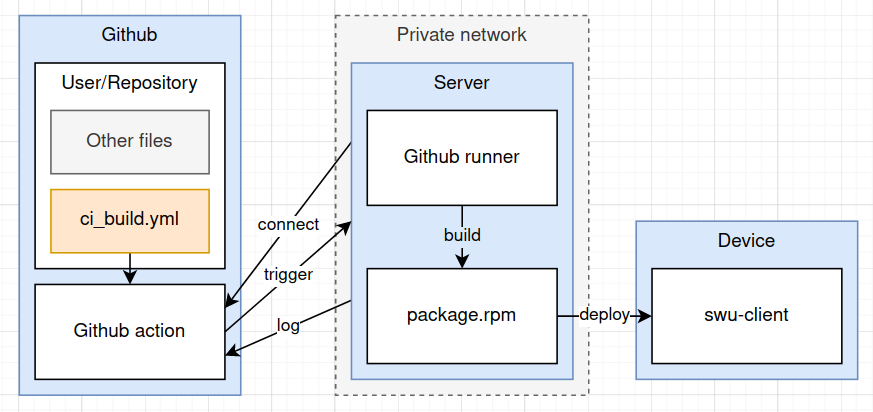 Github
User/Repository
Other files
ci_build.yml
Github action
connect
trigger
log
Private network
Server
Github runner
build
package.rpm
deploy
Device
swu-client